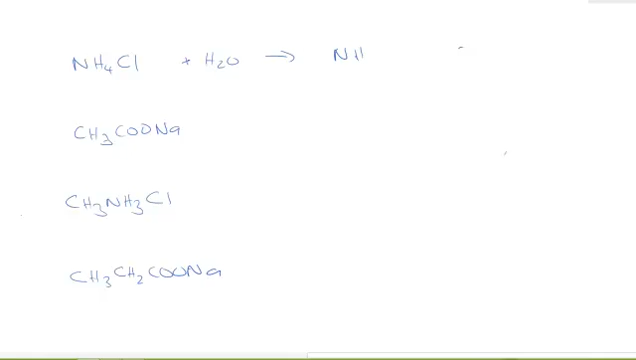 NH₄Cl + H₂O → NH
CH₃COONa
CH₃NH₃Cl
CH₃CH₂COONa